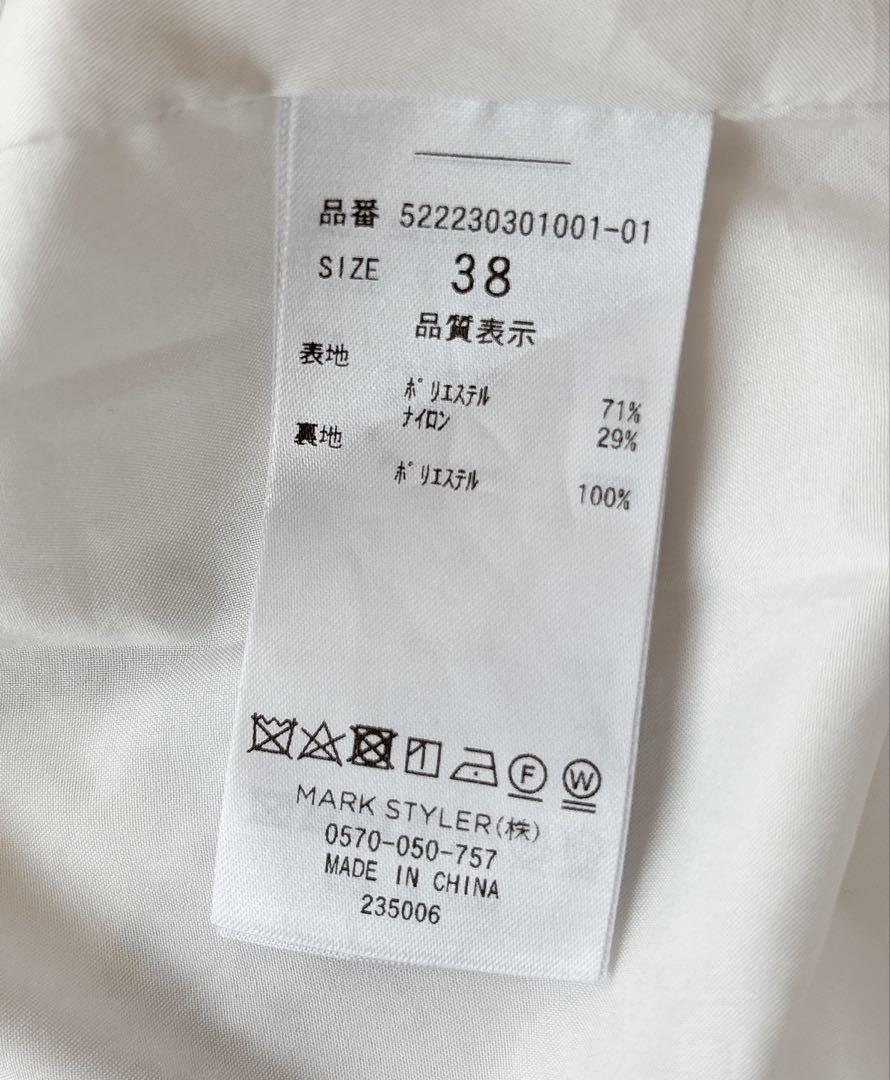 品番 522230301001-01
SIZE 38
品質表示
表地
ポリエステル 71%
ナイロン 29%
裏地
ポリエステル 100%
F W
MARK STYLER(株)
0570-050-757
MADE IN CHINA
235006